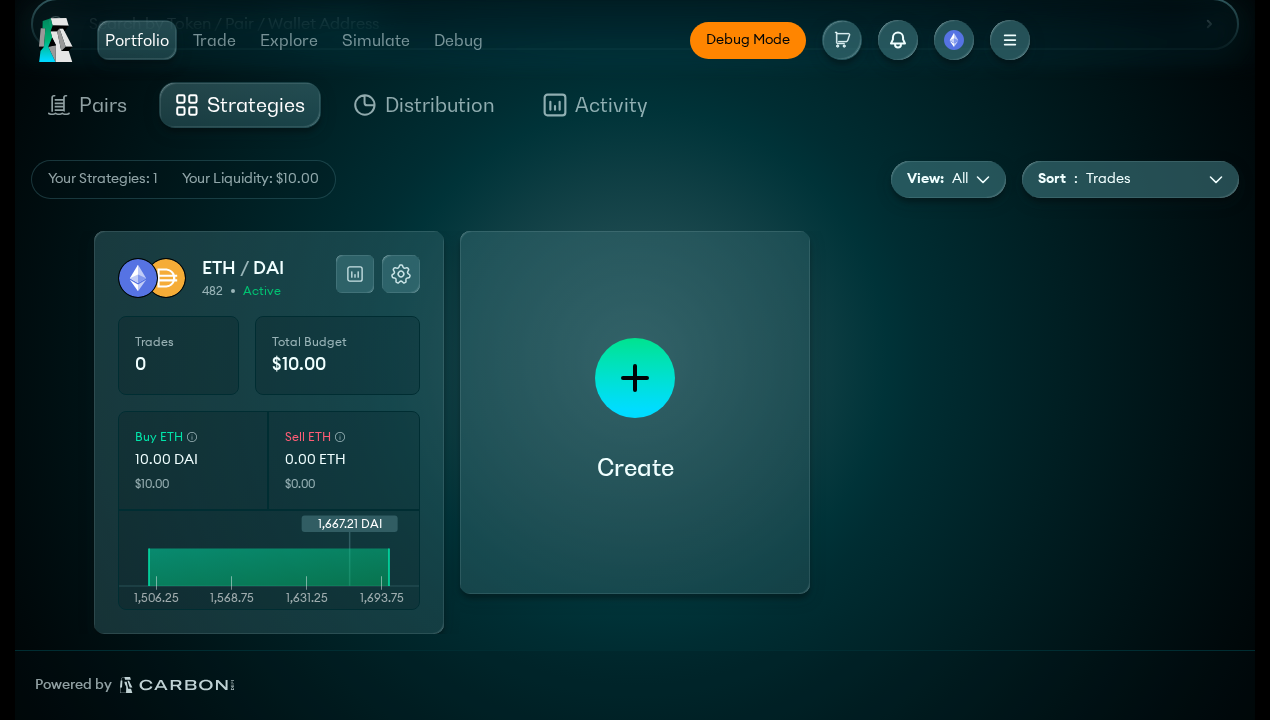 Search by Token / Pair / Wallet Address
Portfolio Trade Explore Simulate Debug Debug Mode
Pairs Strategies Distribution Activity
Your Strategies: 1 Your Liquidity: $10.00 View: All Sort : Trades
ETH / DAI
482 • Active
Trades Total Budget
0 $10.00
Buy ETH Sell ETH
10.00 DAI 0.00 ETH
$10.00 $0.00
1,667.21 DAI
1,506.25 1,568.75 1,631.25 1,693.75
Create
Powered by CARBON